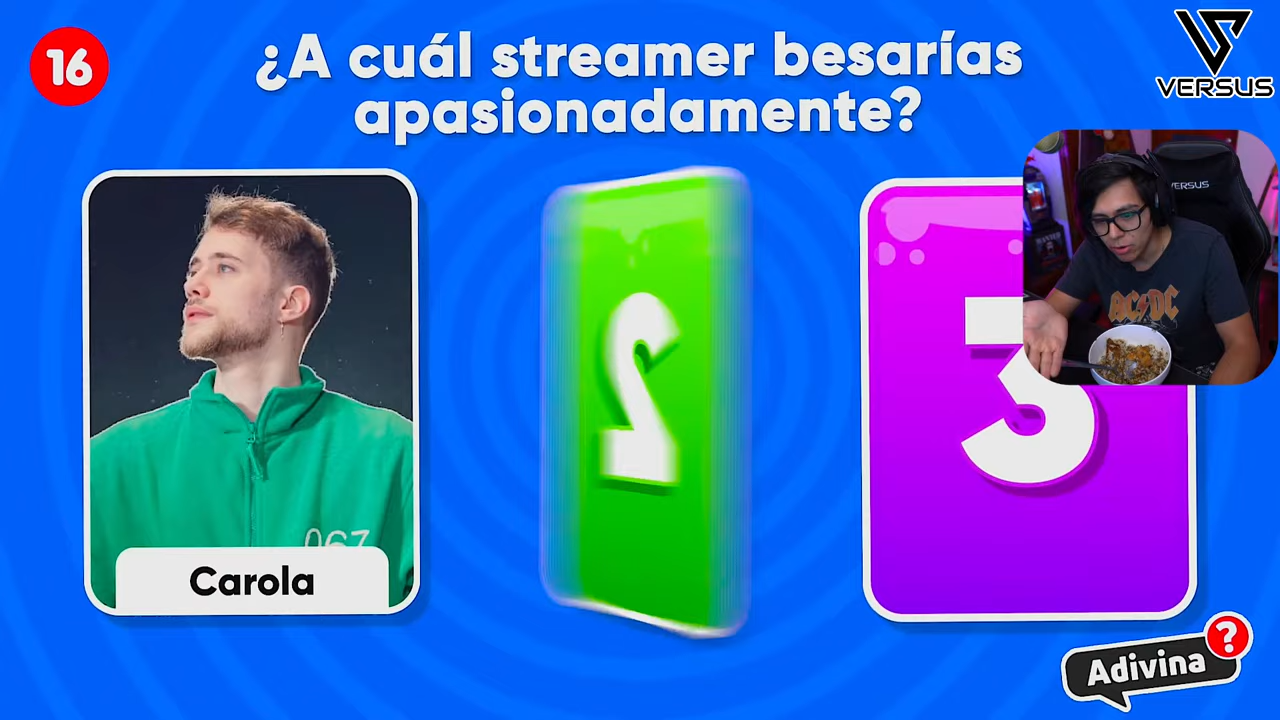 16
¿A cuál streamer besarías
apasionadamente?
VERSUS
VERSUS
AC DC
2
3
067
Carola
Adivina ?